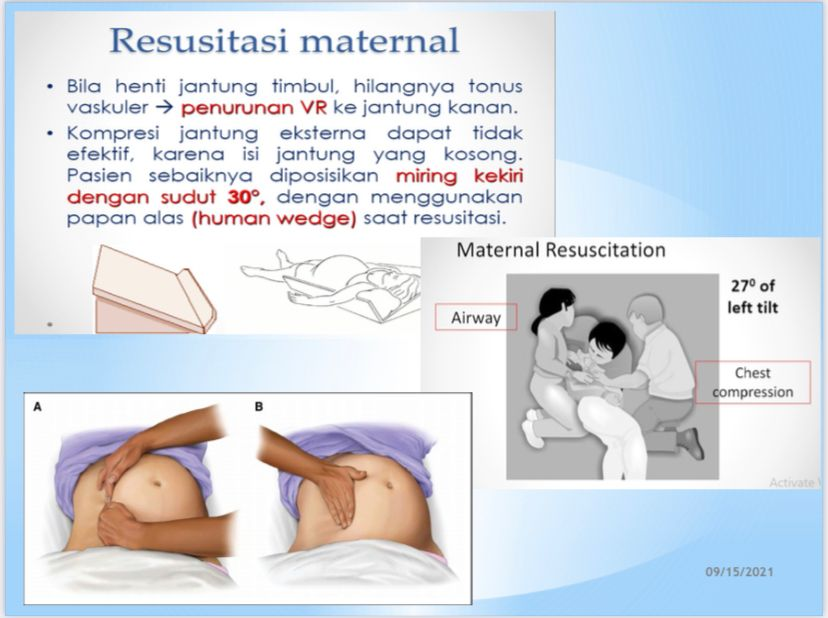 Resusitasi maternal
• Bila henti jantung timbul, hilangnya tonus
vaskuler → penurunan VR ke jantung kanan.
• Kompresi jantung eksterna dapat tidak
efektif, karena isi jantung yang kosong.
Pasien sebaiknya diposisikan miring kekiri
dengan sudut 30°, dengan menggunakan
papan alas (human wedge) saat resusitasi.
Maternal Resuscitation
27⁰ of
left tilt
Airway
Chest
compression
Activate
A
B
09/15/2021